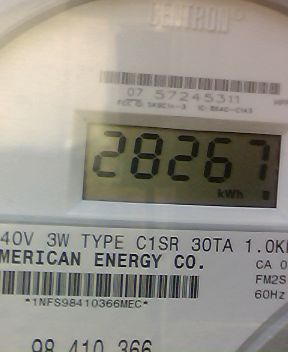 CENTRON®
07 57245311
28267
kWh
40V 3W TYPE C1SR 30TA 1.0K
MERICAN ENERGY CO.
CA 0
FM2S
60Hz
*1NFS98410366MEC*
98 410 366